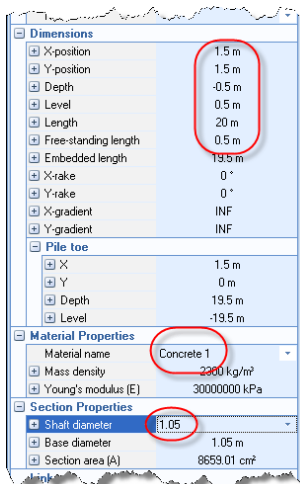 Dimensions
X-position 1.5 m
Y-position 1.5 m
Depth -0.5 m
Level 0.5 m
Length 20 m
Free-standing length 0.5 m
Embedded length 19.5 m
X-rake 0 °
Y-rake 0 °
X-gradient INF
Y-gradient INF
Pile toe
X 1.5 m
Y 0 m
Depth 19.5 m
Level -19.5 m
Material Properties
Material name Concrete 1
Mass density 2300 kg/m³
Young's modulus (E) 30000000 kPa
Section Properties
Shaft diameter 1.05
Base diameter 1.05 m
Section area (A) 8659.01 cm²